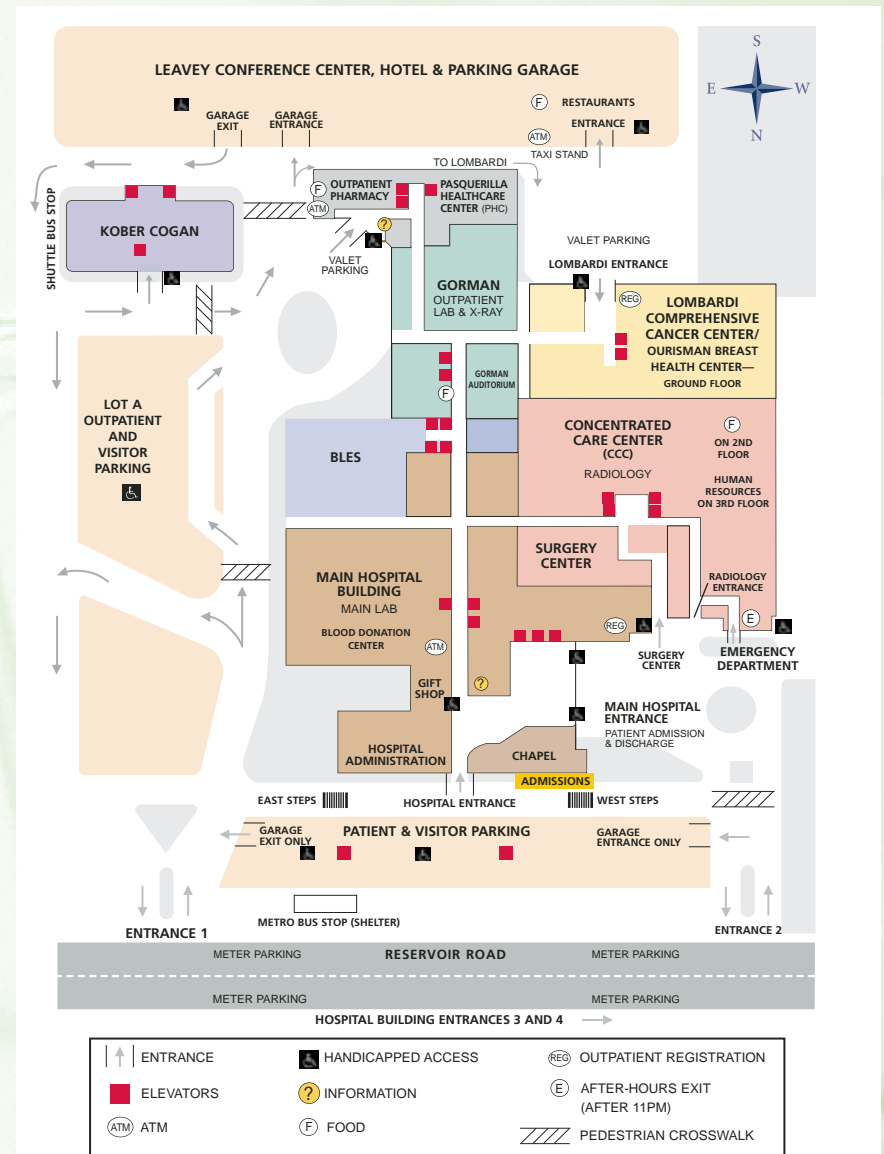 LEAVEY CONFERENCE CENTER, HOTEL & PARKING GARAGE
S
E
W
N
F
RESTAURANTS
GARAGE
EXIT
GARAGE
ENTRANCE
ENTRANCE
ATM
TAXI STAND
TO LOMBARDI
SHUTTLE BUS STOP
KOBER COGAN
F
OUTPATIENT
PHARMACY
ATM
PASQUERILLA
HEALTHCARE
CENTER (PHC)
?
VALET
PARKING
VALET PARKING
LOMBARDI ENTRANCE
REG
GORMAN
OUTPATIENT
LAB & X-RAY
LOMBARDI
COMPREHENSIVE
CANCER CENTER/
OURISMAN BREAST
HEALTH CENTER—
GROUND FLOOR
GORMAN
AUDITORIUM
F
LOT A
OUTPATIENT
AND
VISITOR
PARKING
BLES
CONCENTRATED
CARE CENTER
(CCC)
RADIOLOGY
F
ON 2ND
FLOOR
HUMAN
RESOURCES
ON 3RD FLOOR
SURGERY
CENTER
MAIN HOSPITAL
BUILDING
MAIN LAB
BLOOD DONATION
CENTER
ATM
RADIOLOGY
ENTRANCE
REG
E
SURGERY
CENTER
EMERGENCY
DEPARTMENT
GIFT
SHOP
?
MAIN HOSPITAL
ENTRANCE
PATIENT ADMISSION
& DISCHARGE
HOSPITAL
ADMINISTRATION
CHAPEL
ADMISSIONS
EAST STEPS
HOSPITAL ENTRANCE
WEST STEPS
GARAGE
EXIT ONLY
PATIENT & VISITOR PARKING
GARAGE
ENTRANCE ONLY
METRO BUS STOP (SHELTER)
ENTRANCE 1
ENTRANCE 2
METER PARKING
RESERVOIR ROAD
METER PARKING
METER PARKING
METER PARKING
HOSPITAL BUILDING ENTRANCES 3 AND 4
ENTRANCE
HANDICAPPED ACCESS
REG OUTPATIENT REGISTRATION
ELEVATORS
? INFORMATION
E AFTER-HOURS EXIT
(AFTER 11PM)
ATM ATM
F FOOD
PEDESTRIAN CROSSWALK